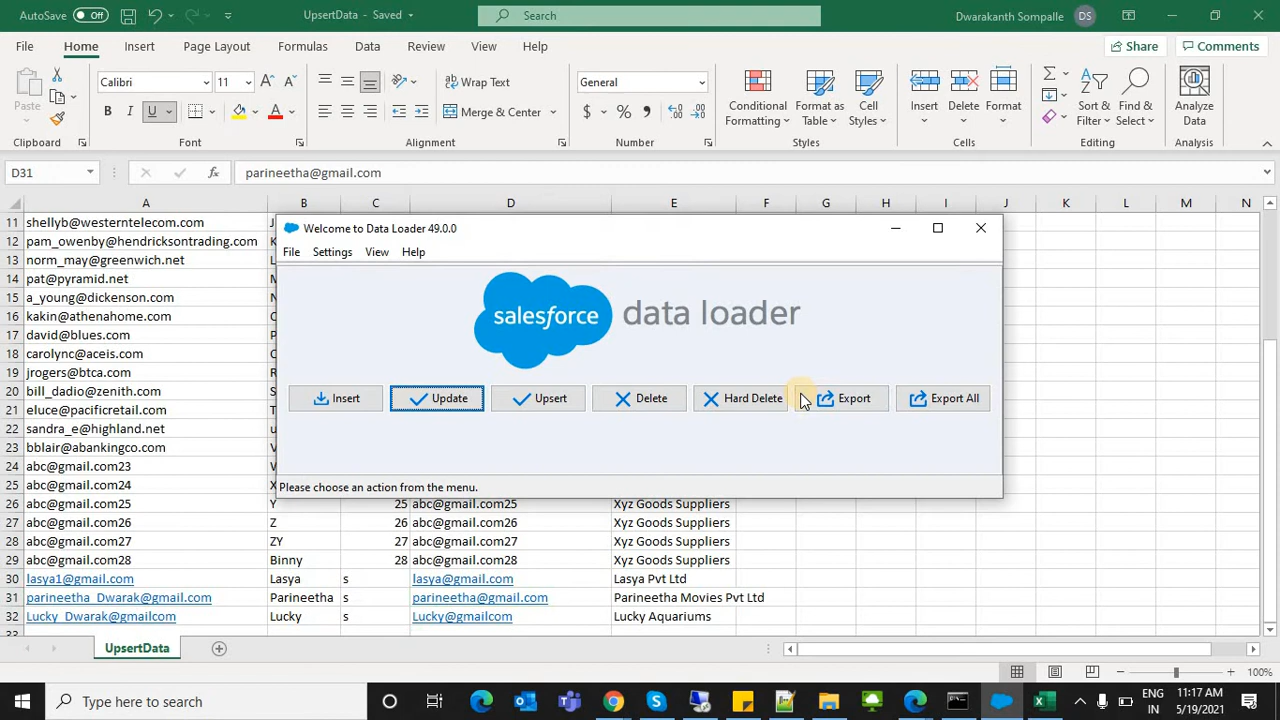 AutoSave Off UpsertData - Saved Search Dwarakanth Sompalle DS
File Home Insert Page Layout Formulas Data Review View Help Share Comments
Paste Calibri 11 Wrap Text General Conditional Formatting Format as Table Cell Styles Insert Delete Format Sort & Filter Find & Select Analyze Data
B I U Merge & Center $ %
Clipboard Font Alignment Number Styles Cells Editing Analysis
D31 fx parineetha@gmail.com
A B C D E F G H I J K L M N
11 shellyb@westerntelecom.com J
12 pam_owenby@hendricksontrading.com K
13 norm_may@greenwich.net L
14 pat@pyramid.net M
15 a_young@dickenson.com
16 kakin@athenahome.com
17 david@blues.com
18 carolync@aceis.com
19 jrogers@btca.com R
20 bill_dadio@zenith.com
21 eluce@pacificretail.com
22 sandra_e@highland.net u
23 bblair@abankingco.com
24 abc@gmail.com23
25 abc@gmail.com24 X
Welcome to Data Loader 49.0.0
File Settings View Help
salesforce data loader
Insert Update Upsert Delete Hard Delete Export Export All
Please choose an action from the menu.
26 abc@gmail.com25 Y 25 abc@gmail.com25 Xyz Goods Suppliers
27 abc@gmail.com26 Z 26 abc@gmail.com26 Xyz Goods Suppliers
28 abc@gmail.com27 ZY 27 abc@gmail.com27 Xyz Goods Suppliers
29 abc@gmail.com28 Binny 28 abc@gmail.com28 Xyz Goods Suppliers
30 lasya1@gmail.com Lasya s lasya@gmail.com Lasya Pvt Ltd
31 parineetha_Dwarak@gmail.com Parineetha s parineetha@gmail.com Parineetha Movies Pvt Ltd
32 Lucky_Dwarak@gmailcom Lucky s Lucky@gmailcom Lucky Aquariums
33
UpsertData
100%
Type here to search ENG IN 11:17 AM 5/19/2021